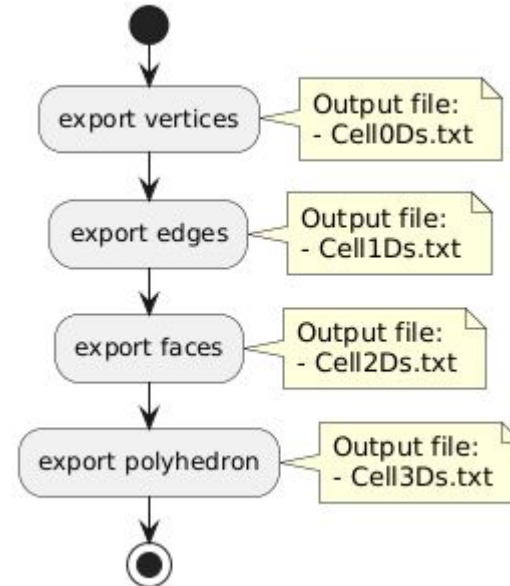 export vertices
Output file:
- Cell0Ds.txt
export edges
Output file:
- Cell1Ds.txt
export faces
Output file:
- Cell2Ds.txt
export polyhedron
Output file:
- Cell3Ds.txt